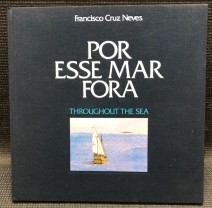 Francisco Cruz Neves
POR
ESSE MAR
FORA
THROUGHOUT THE SEA